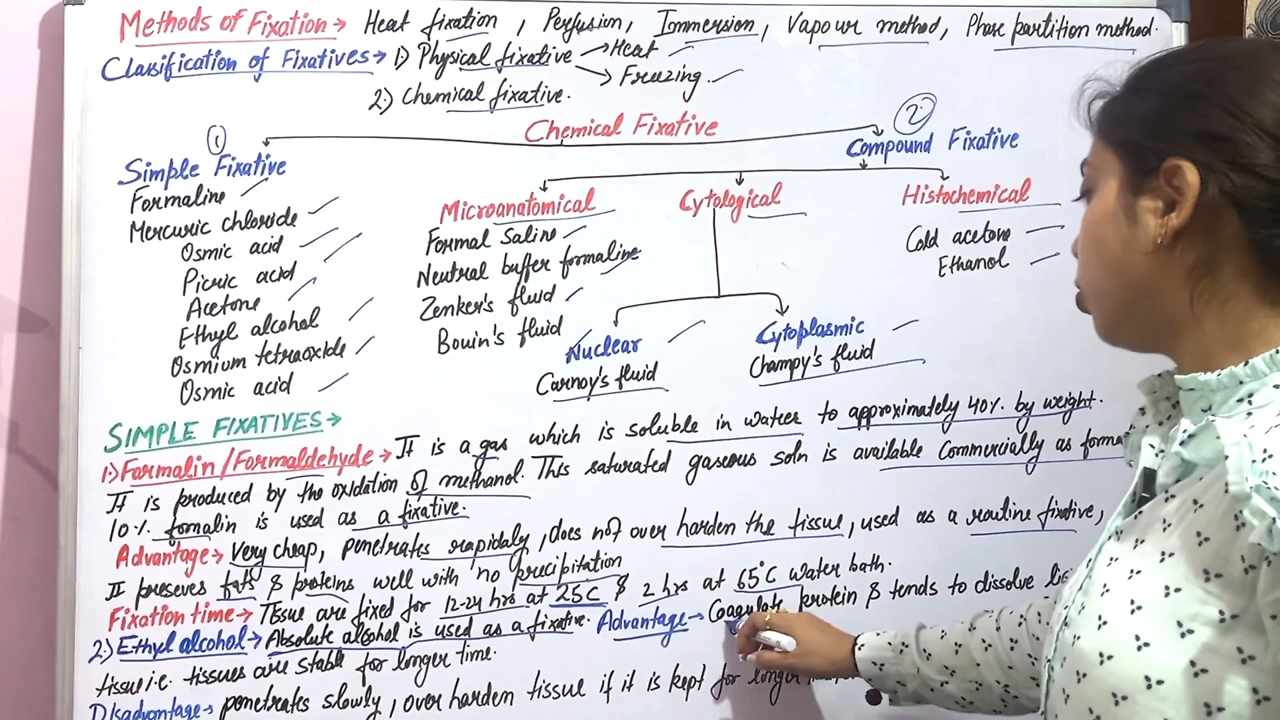 Methods of Fixation → Heat fixation, Perfusion, Immersion, Vapour method, Phase partition method.
Classification of Fixatives → 1) Physical fixative → Heat
→ Freezing
2.) Chemical fixative.
Chemical Fixative
① Simple Fixative
Formaline
Mercuric chloride
Osmic acid
Picric acid
Acetone
Ethyl alcohol
Osmium tetraoxide
Osmic acid
② Compound Fixative
Microanatomical
Formal Saline
Neutral buffer formaline
Zenker's fluid
Bouin's fluid
Cytological
Nuclear
Carnoy's fluid
Cytoplasmic
Champy's fluid
Histochemical
Cold acetone
Ethanol
SIMPLE FIXATIVES →
1.) Formalin/Formaldehyde → It is a gas which is soluble in water to approximately 40%. by weight.
It is produced by the oxidation of methanol. This saturated gaseous soln is available Commercially as forma
10%. fomalin is used as a fixative.
Advantage → Very cheap, penetrates rapidaly, does not over harden the tissue, used as a routine fixative,
It preseves fats & proteins well with no precipitation
Fixation time → Tssue are fixed for 12-24 hrs at 25°C & 2 hrs at 65°C water bath.
2.) Ethyl alcohol → Absolute alcohol is used as a fixative. Advantage → Coagulate protein & tends to dissolve
tissue i.e. tissues are stable for longer time.
Disadvantage → penetrates slowly, over harden tissue if it is kept for longer